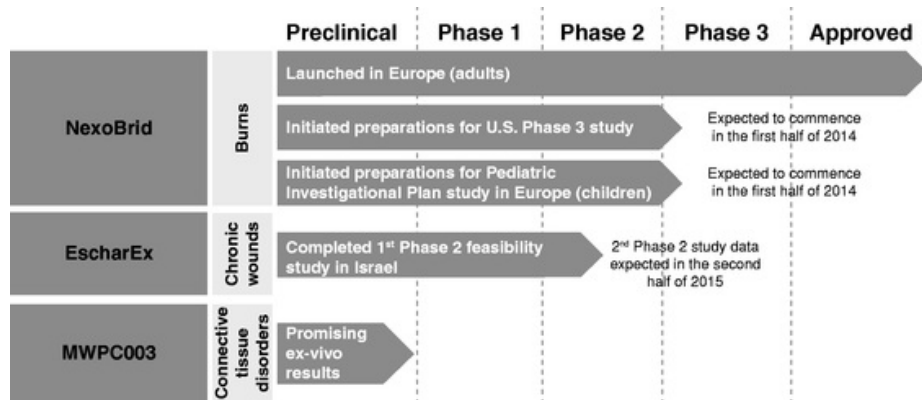 Preclinical Phase 1 Phase 2 Phase 3 Approved
NexoBrid
Burns
Launched in Europe (adults)
Initiated preparations for U.S. Phase 3 study
Expected to commence
in the first half of 2014
Initiated preparations for Pediatric
Investigational Plan study in Europe (children)
Expected to commence
in the first half of 2014
EscharEx
Chronic
wounds
Completed 1st Phase 2 feasibility
study in Israel
2nd Phase 2 study data
expected in the second
half of 2015
MWPC003
Connective
tissue
disorders
Promising
ex-vivo
results